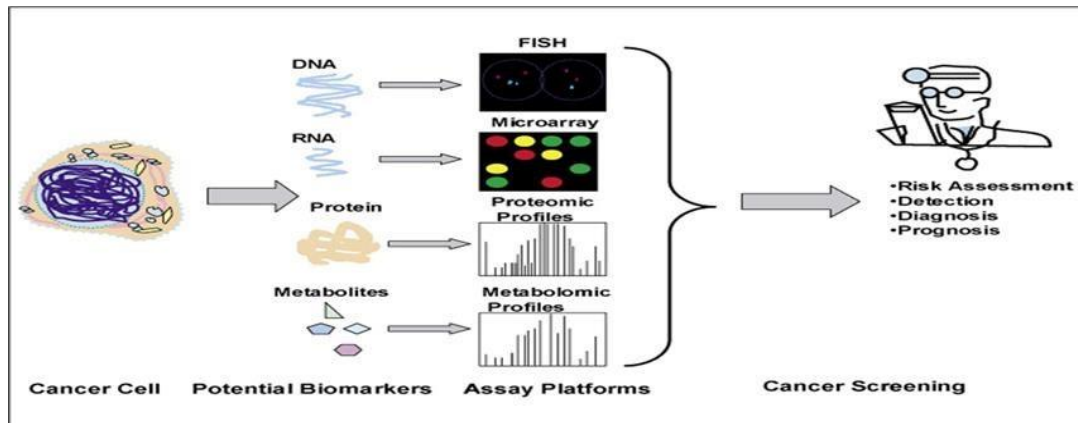 FISH
DNA
Microarray
RNA
Proteomic
Profiles
Protein
Metabolites
Metabolomic
Profiles
•Risk Assessment
•Detection
•Diagnosis
•Prognosis
Cancer Cell
Potential Biomarkers
Assay Platforms
Cancer Screening